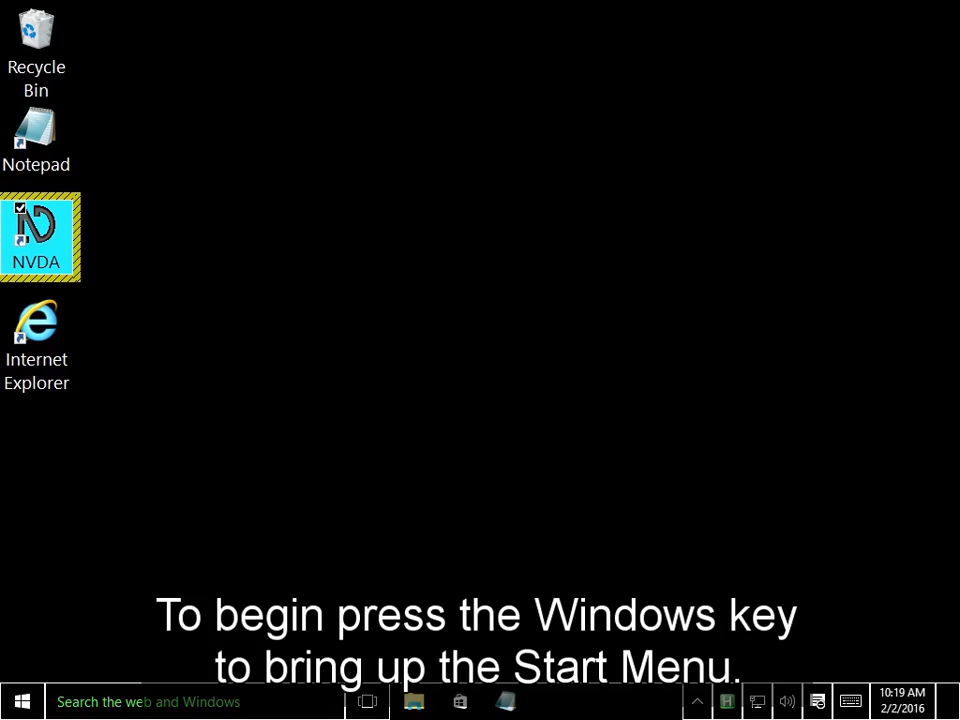 Recycle
Bin
Notepad
NVDA
Internet
Explorer
To begin press the Windows key
to bring up the Start Menu.
Search the web and Windows
10:19 AM
2/2/2016